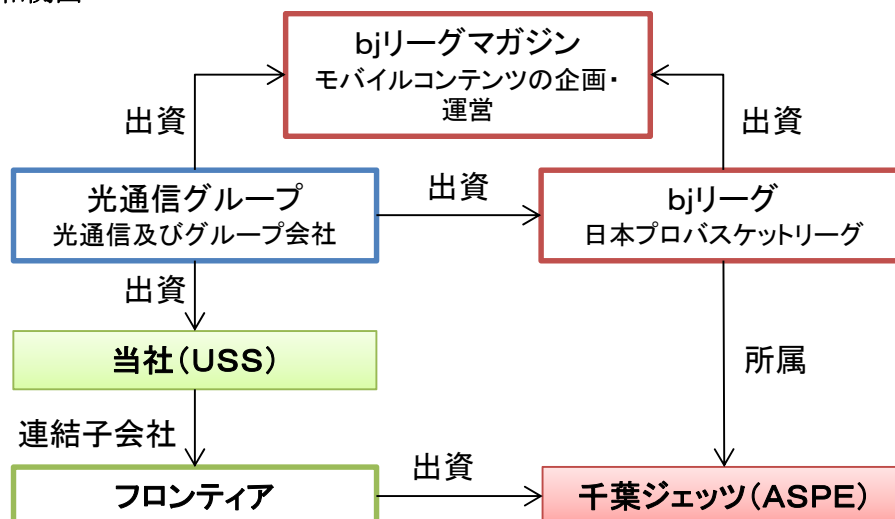 bjリーグマガジン
モバイルコンテンツの企画・
運営
出資
出資
光通信グループ
光通信及びグループ会社
出資
bjリーグ
日本プロバスケットリーグ
出資
当社(USS)
所属
連結子会社
フロンティア
出資
千葉ジェッツ(ASPE)